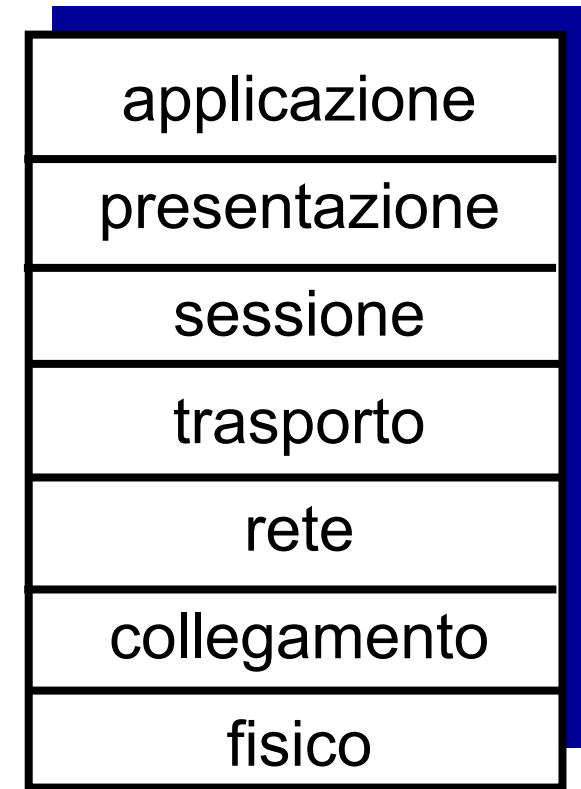 applicazione
presentazione
sessione
trasporto
rete
collegamento
fisico